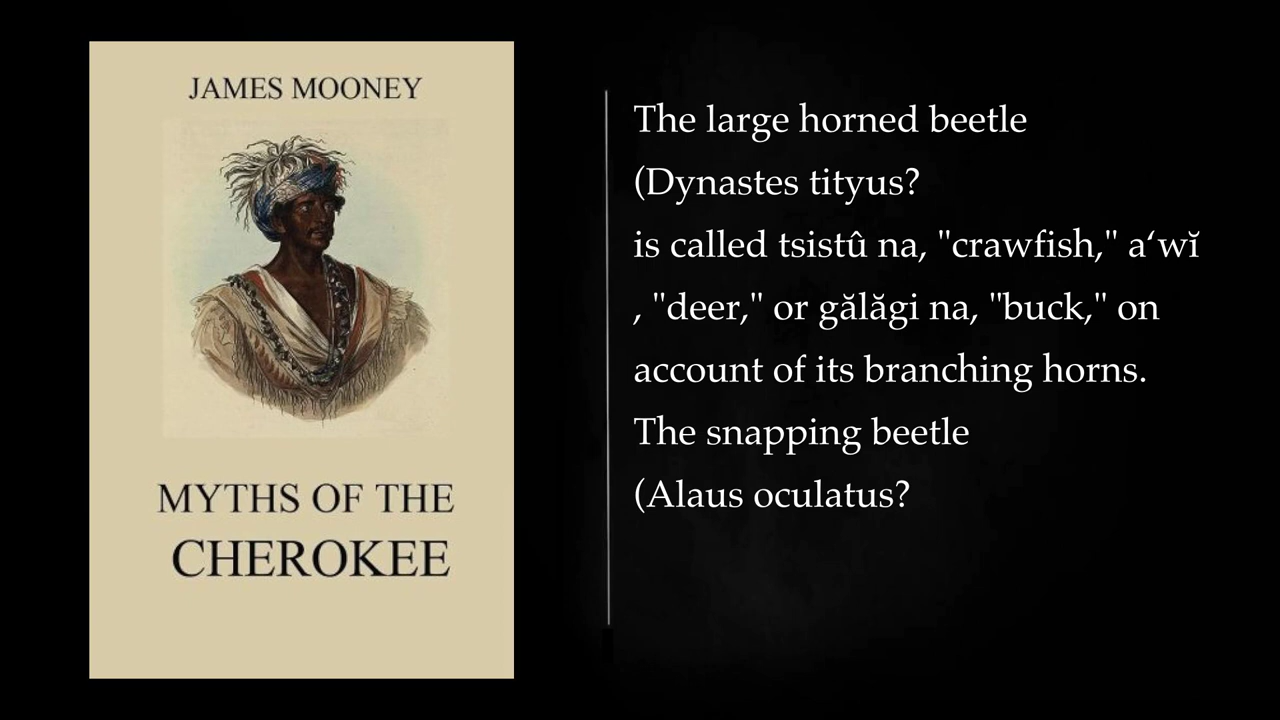 JAMES MOONEY
MYTHS OF THE
CHEROKEE
The large horned beetle
(Dynastes tityus?
is called tsistû na, "crawfish," a‘wĭ
, "deer," or gălăgi na, "buck," on
account of its branching horns.
The snapping beetle
(Alaus oculatus?